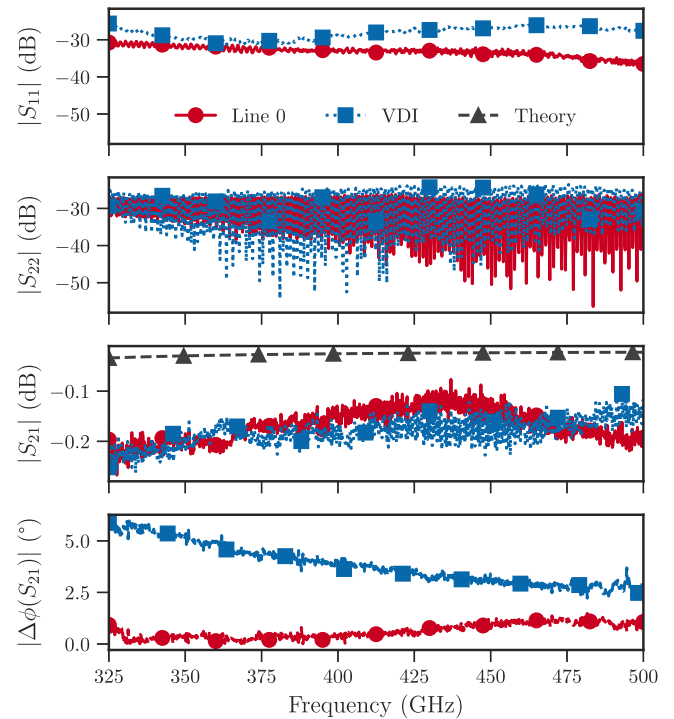 |S₁₁| (dB)
−30
−40
−50
Line 0 VDI Theory
|S₂₂| (dB)
−30
−40
−50
|S₂₁| (dB)
−0.1
−0.2
|Δϕ(S₂₁)| (°)
5.0
2.5
0.0
325 350 375 400 425 450 475 500
Frequency (GHz)